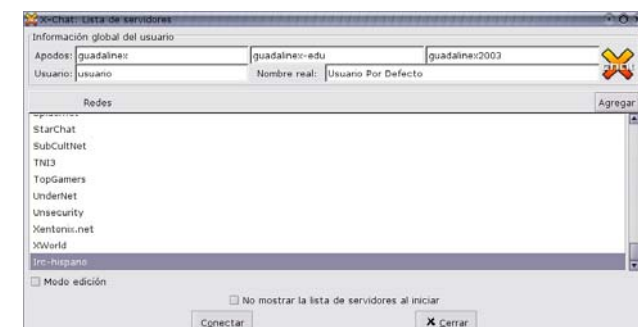 X-Chat: Lista de servidores
Información global del usuario
Apodos: guadalinex guadalinex-edu guadalinex2003
Usuario: usuario Nombre real: Usuario Por Defecto
Redes Agregar
StarChat
SubCultNet
TNI3
TopGamers
UnderNet
Unsecurity
Xentonix.net
XWorld
Irc-hispano
Modo edición
No mostrar la lista de servidores al iniciar
Conectar Cerrar